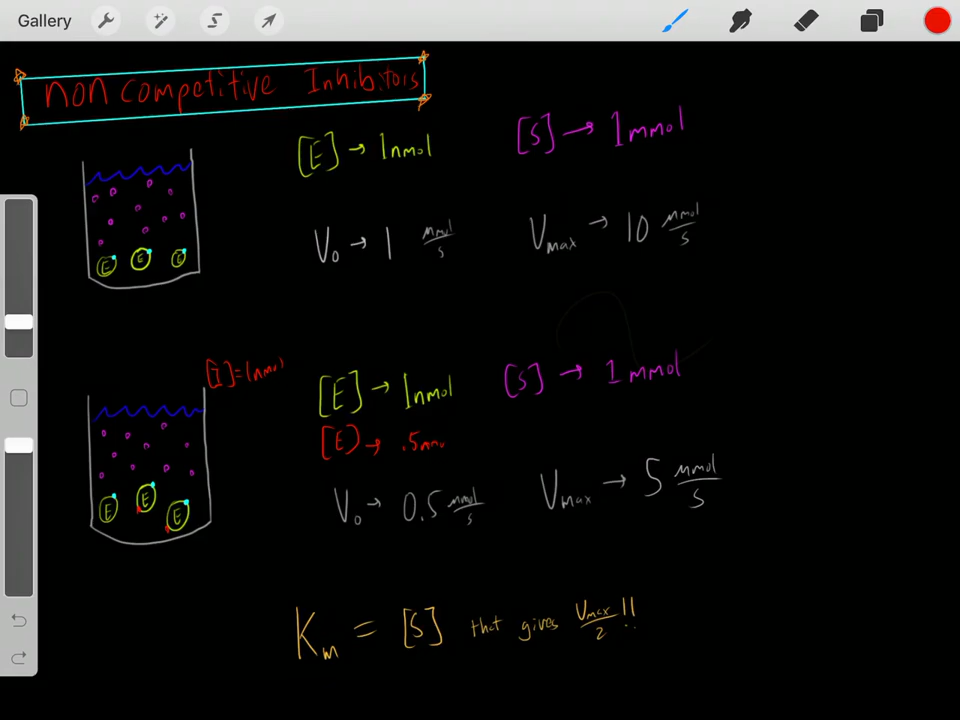 Gallery
non competitive Inhibitors
[E] → 1nmol
[S] → 1mmol
V₀ → 1 mmol/s
Vmax → 10 mmol/s
E E E
[I]=1nmol
[E] → 1nmol
[S] → 1mmol
[E] → .5nmo
V₀ → 0.5 mmol/s
Vmax → 5 mmol/s
E E E
Km = [S] that gives Vmax/2 !!